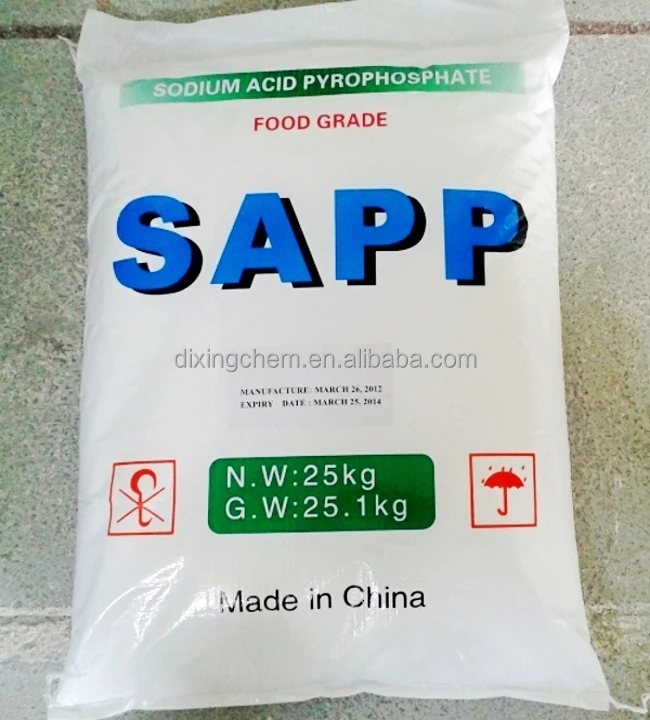 SODIUM ACID PYROPHOSPHATE
FOOD GRADE
SAPP
dixingchem.en.alibaba.com
MANUFACTURE: MARCH 26, 2012
EXPIRY DATE : MARCH 25, 2014
N.W:25kg
G.W:25.1kg
Made in China